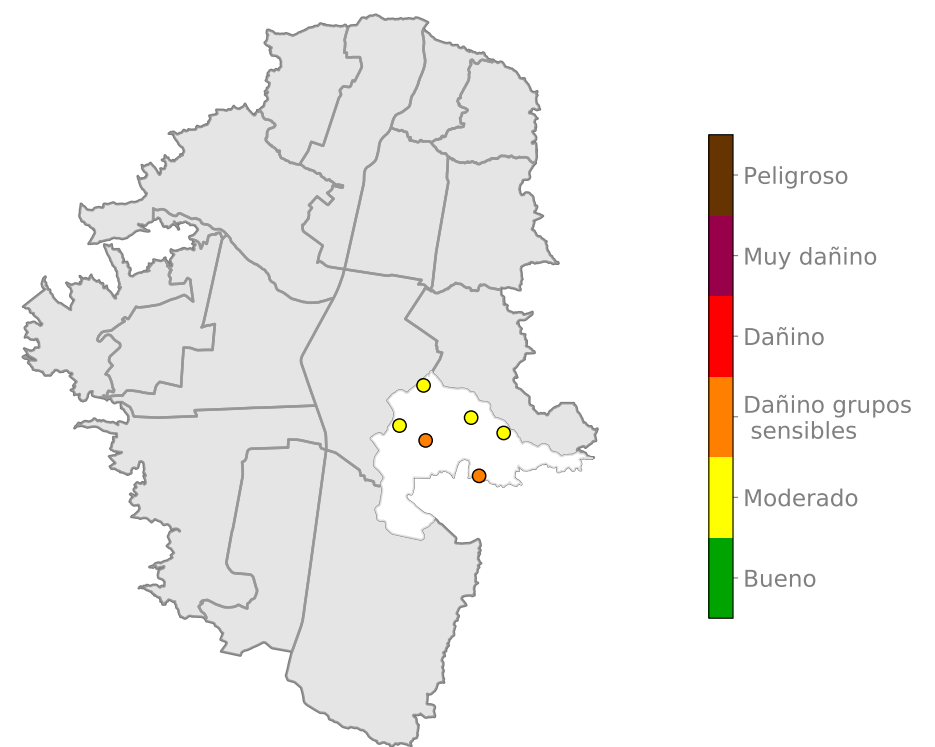 Peligroso
Muy dañino
Dañino
Dañino grupos
sensibles
Moderado
Bueno